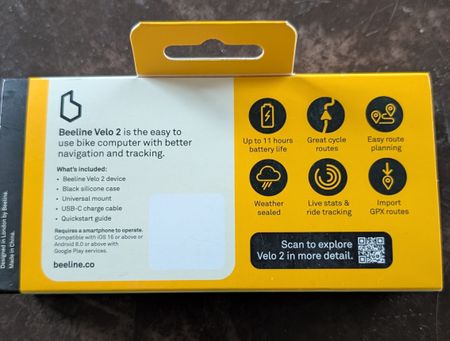 Beeline Velo 2 is the easy to
use bike computer with better
navigation and tracking.
What's included:
• Beeline Velo 2 device
• Black silicone case
• Universal mount
• USB-C charge cable
• Quickstart guide
Requires a smartphone to operate.
Compatible with iOS 16 or above or
Android 8.0 or above with
Google Play services.
beeline.co
Up to 11 hours
battery life
Great cycle
routes
Easy route
planning
Weather
sealed
Live stats &
ride tracking
Import
GPX routes
Scan to explore
Velo 2 in more detail.
Designed in London by Beeline.
Made in China.